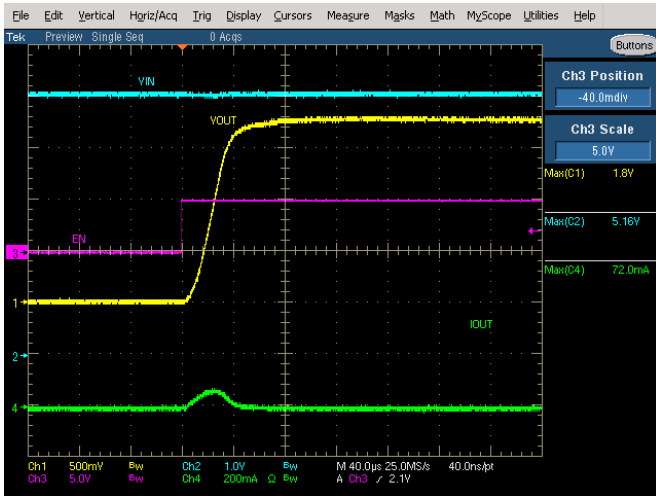 File Edit Vertical Horiz/Acq Trig Display Cursors Measure Masks Math MyScope Utilities Help
Tek Preview Single Seq 0 Acqs Buttons
Ch3 Position
-40.0mdiv
Ch3 Scale
5.0V
VIN
VOUT
Max(C1) 1.8V
EN
Max(C2) 5.16V
3
Max(C4) 72.0mA
1
IOUT
2
4
Ch1 500mV Bw Ch2 1.0V Bw M 40.0µs 25.0MS/s 40.0ns/pt
Ch3 5.0V Bw Ch4 200mA Ω Bw A Ch3 ∕ 2.1V